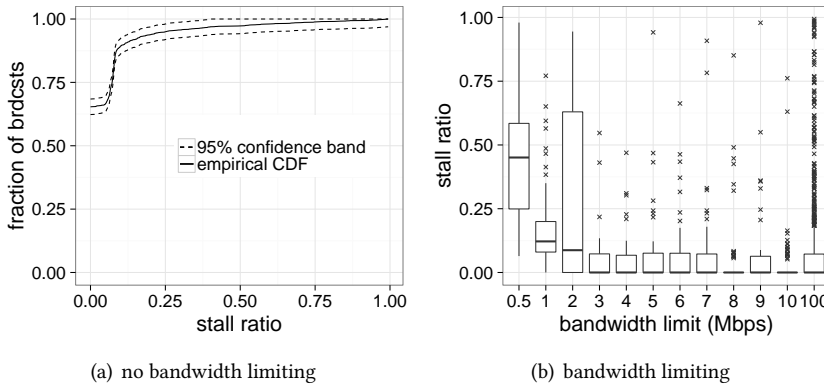 fraction of brdcsts
1.00
0.75
0.50
0.25
0.00
95% confidence band
empirical CDF
0.00 0.25 0.50 0.75 1.00
stall ratio
(a) no bandwidth limiting
stall ratio
1.00
0.75
0.50
0.25
0.00
0.5 1 2 3 4 5 6 7 8 9 10 100
bandwidth limit (Mbps)
(b) bandwidth limiting